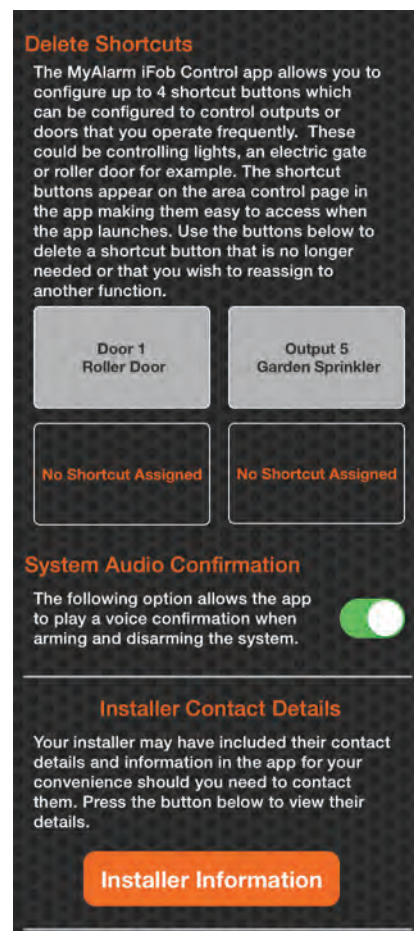 Delete Shortcuts
The MyAlarm iFob Control app allows you to
configure up to 4 shortcut buttons which
can be configured to control outputs or
doors that you operate frequently.  These
could be controlling lights, an electric gate
or roller door for example. The shortcut
buttons appear on the area control page in
the app making them easy to access when
the app launches. Use the buttons below to
delete a shortcut button that is no longer
needed or that you wish to reassign to
another function.
Door 1
Roller Door
Output 5
Garden Sprinkler
No Shortcut Assigned
No Shortcut Assigned
System Audio Confirmation
The following option allows the app
to play a voice confirmation when
arming and disarming the system.
Installer Contact Details
Your installer may have included their contact
details and information in the app for your
convenience should you need to contact
them. Press the button below to view their
details.
Installer Information